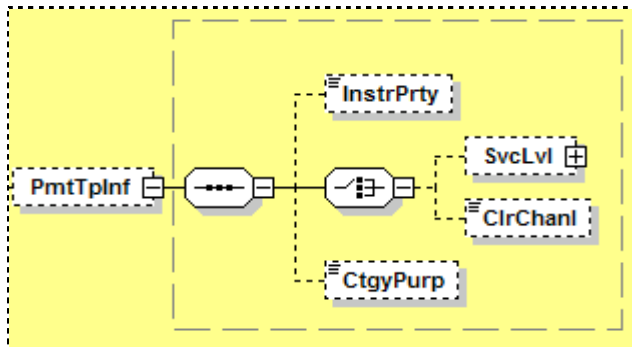 InstrPrty
SvcLvl
PmtTpInf
ClrChanl
CtgyPurp